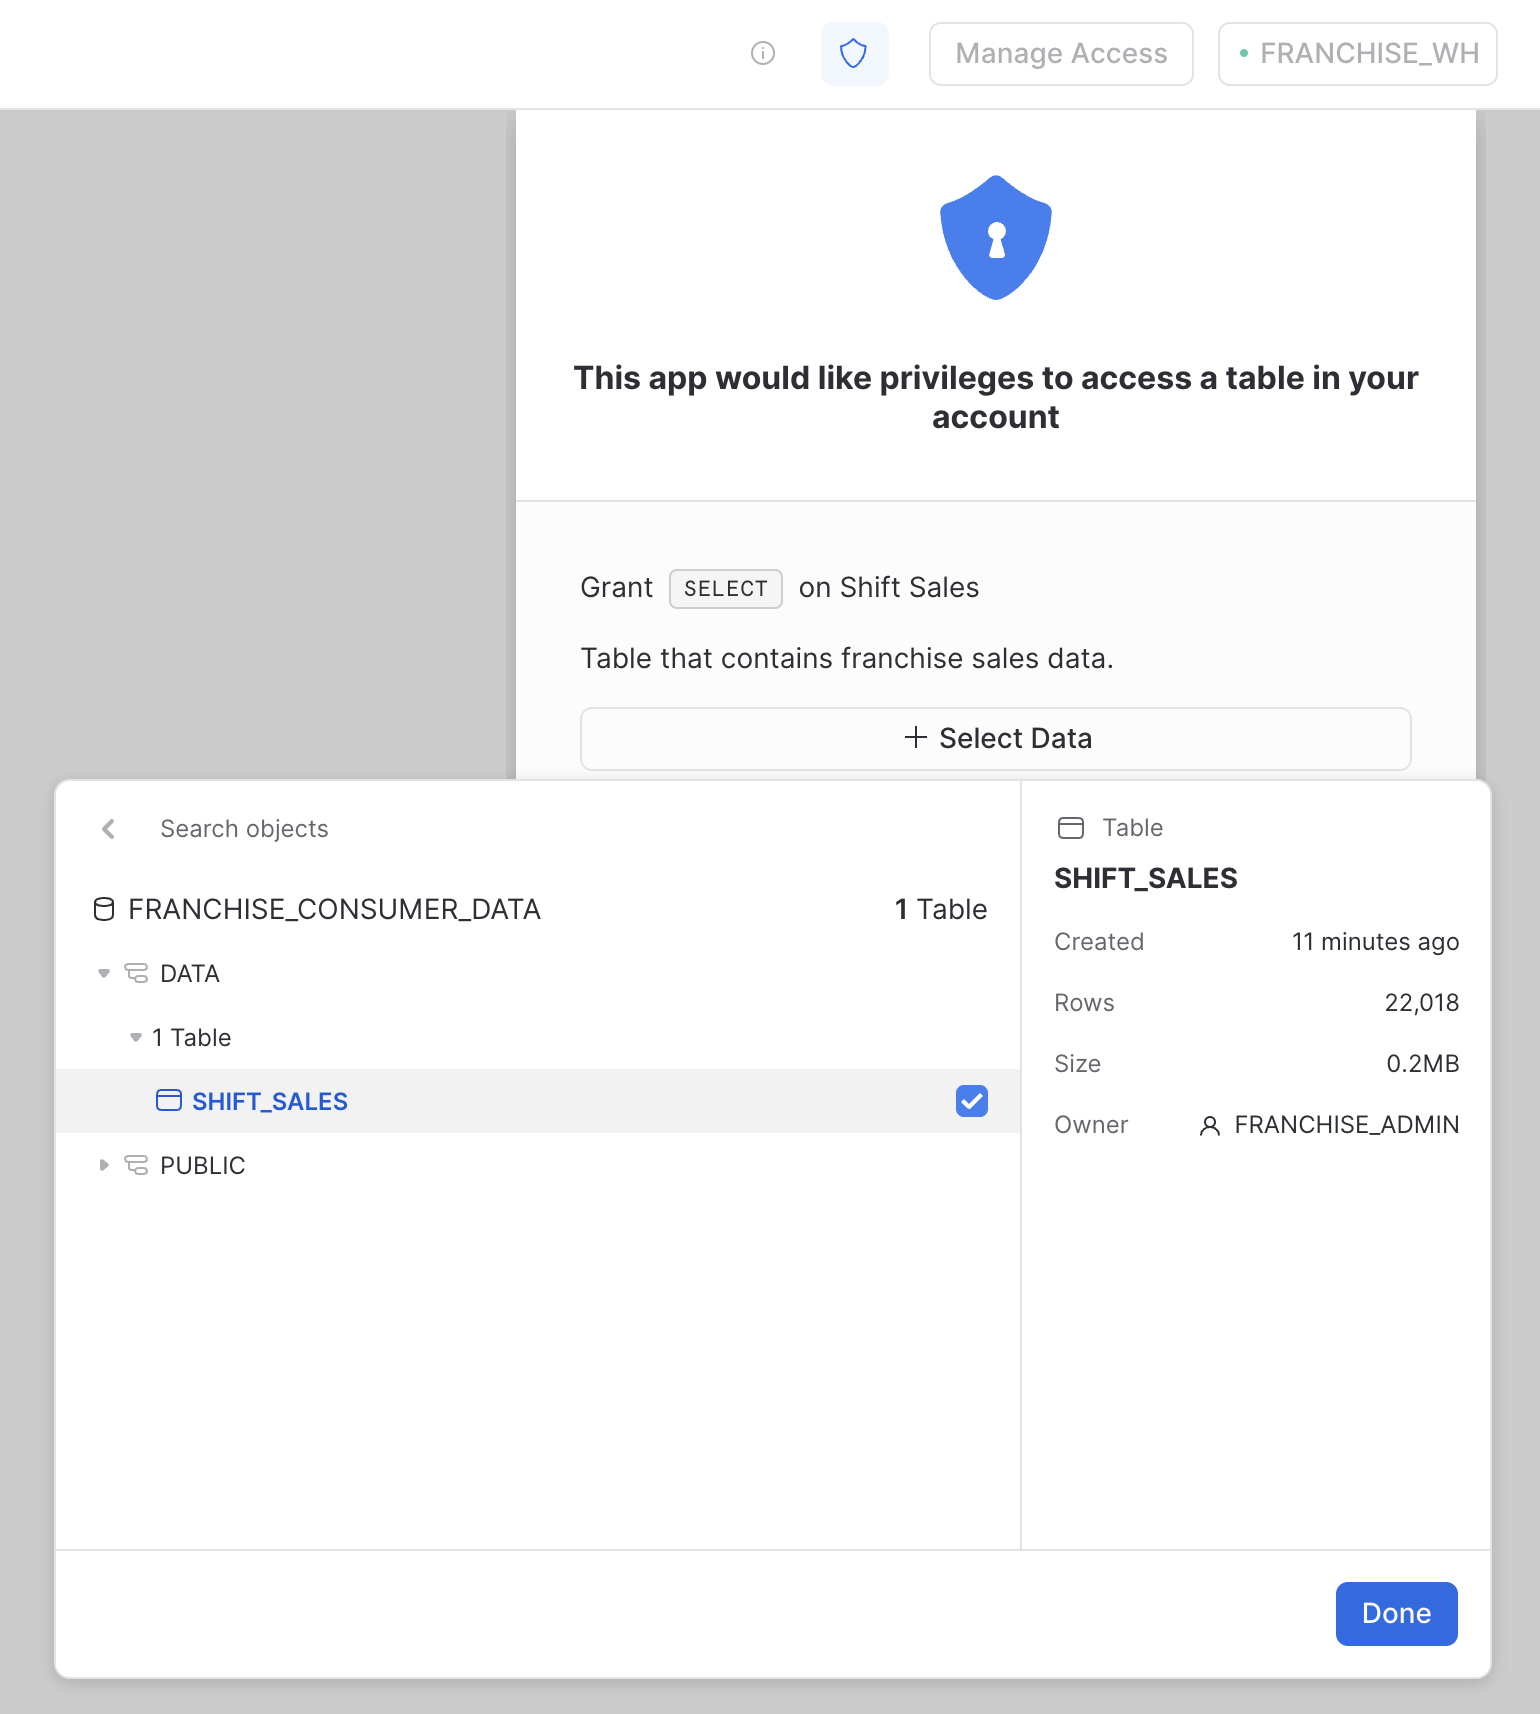 Manage Access
FRANCHISE_WH
This app would like privileges to access a table in your
account
Grant SELECT on Shift Sales
Table that contains franchise sales data.
+ Select Data
Search objects
FRANCHISE_CONSUMER_DATA 1 Table
DATA
1 Table
SHIFT_SALES
PUBLIC
Table
SHIFT_SALES
Created 11 minutes ago
Rows 22,018
Size 0.2MB
Owner FRANCHISE_ADMIN
Done